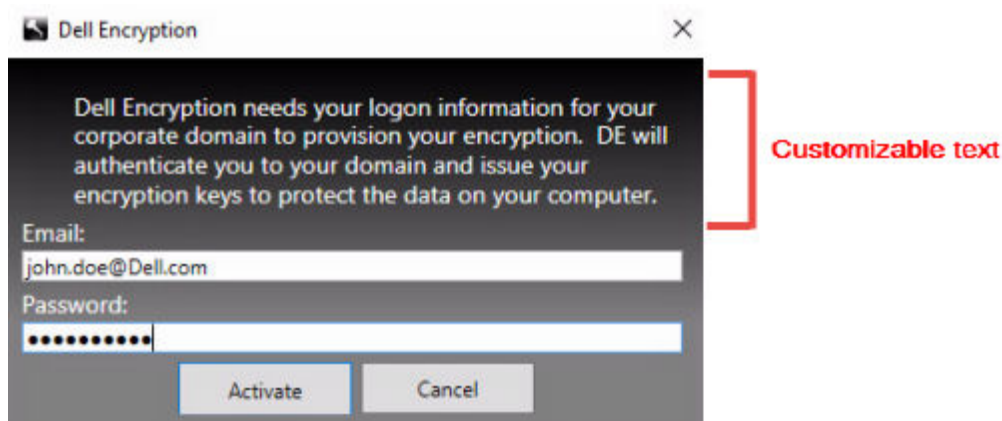 Dell Encryption
Dell Encryption needs your logon information for your
corporate domain to provision your encryption.  DE will
authenticate you to your domain and issue your
encryption keys to protect the data on your computer.
Customizable text
Email:
john.doe@Dell.com
Password:
●●●●●●●●●●
Activate Cancel